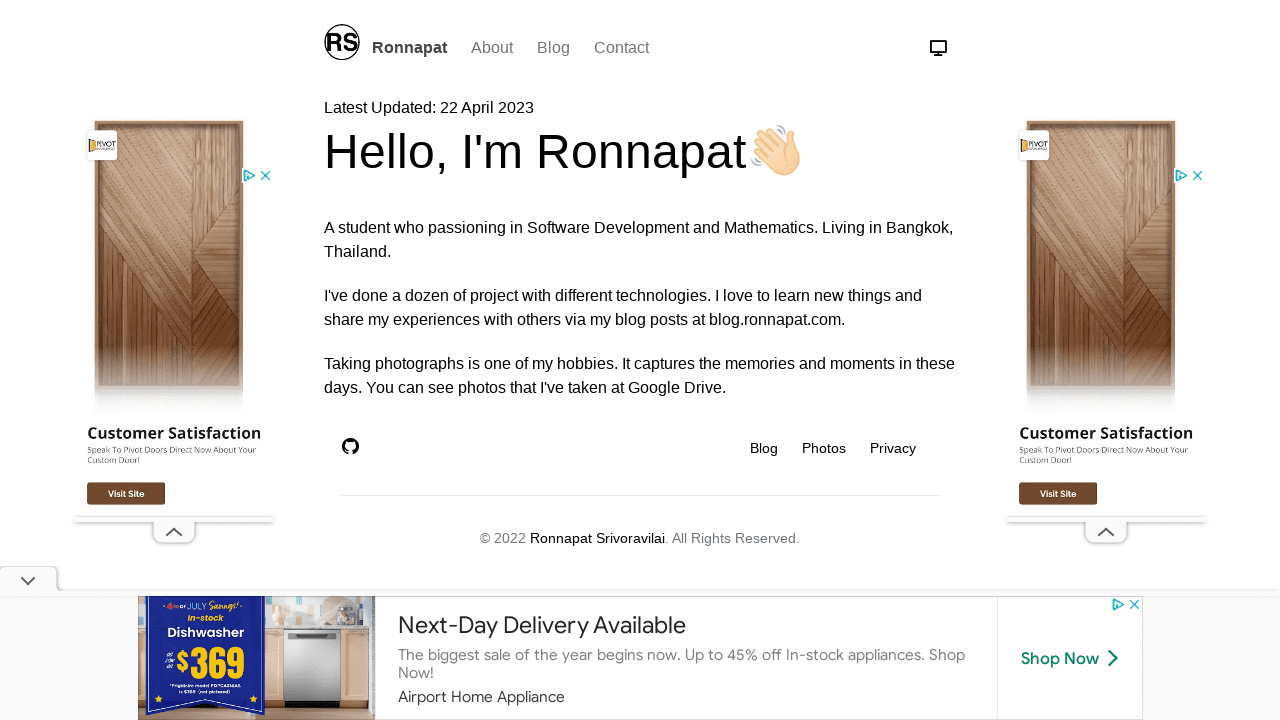 RS
Ronnapat
About
Blog
Contact
Latest Updated: 22 April 2023
Hello, I'm Ronnapat
A student who passioning in Software Development and Mathematics. Living in Bangkok,
Thailand.
I've done a dozen of project with different technologies. I love to learn new things and
share my experiences with others via my blog posts at blog.ronnapat.com.
Taking photographs is one of my hobbies. It captures the memories and moments in these
days. You can see photos that I've taken at Google Drive.
Blog
Photos
Privacy
© 2022 Ronnapat Srivoravilai. All Rights Reserved.
PIVOT
Customer Satisfaction
Speak To Pivot Doors Direct Now About Your
Custom Door!
Visit Site
PIVOT
Customer Satisfaction
Speak To Pivot Doors Direct Now About Your
Custom Door!
Visit Site
4th OF JULY Savings!
In-stock
Dishwasher
AS LOW AS $369
Next-Day Delivery Available
The biggest sale of the year begins now. Up to 45% off In-stock appliances. Shop
Now!
Airport Home Appliance
Shop Now